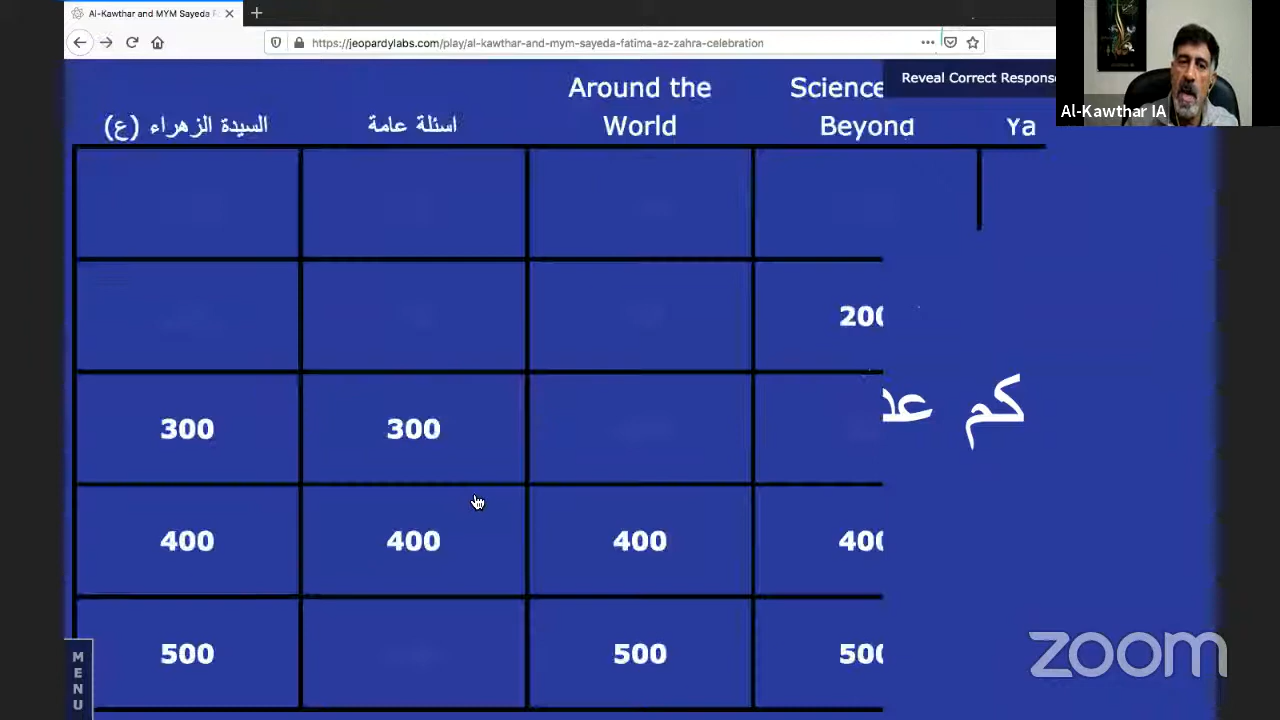 Al-Kawthar and MYM Sayeda
https://jeopardylabs.com/play/al-kawthar-and-mym-sayeda-fatima-az-zahra-celebration
Reveal Correct Response
Al-Kawthar IA
السيدة الزهراء (ع)
اسئلة عامة
Around the
World
Science
Beyond
Ya
200
كم
300 300
400 400 400 400
500 500 500
MENU
zoom